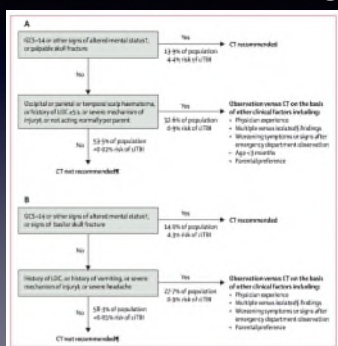 A
GCS=14 or other signs of altered mental status†,
or palpable skull fracture
Yes
13·9% of population
4·4% risk of ciTBI
CT recommended
No
Occipital or parietal or temporal scalp haematoma,
or history of LOC ≥5 s, or severe mechanism of
injury‡, or not acting normally per parent
Yes
32·6% of population
0·9% risk of ciTBI
Observation versus CT on the basis
of other clinical factors including:
• Physician experience
• Multiple versus isolated§ findings
• Worsening symptoms or signs after
emergency department observation
• Age <3 months
• Parental preference
No
53·5% of population
<0·02% risk of ciTBI
CT not recommended¶
B
GCS=14 or other signs of altered mental status†,
or signs of basilar skull fracture
Yes
14·0% of population
4·3% risk of ciTBI
CT recommended
No
History of LOC, or history of vomiting, or severe
mechanism of injury‡, or severe headache
Yes
27·7% of population
0·9% risk of ciTBI
Observation versus CT on the basis
of other clinical factors including:
• Physician experience
• Multiple versus isolated§ findings
• Worsening symptoms or signs after
emergency department observation
• Parental preference
No
58·3% of population
<0·05% risk of ciTBI
CT not recommended¶